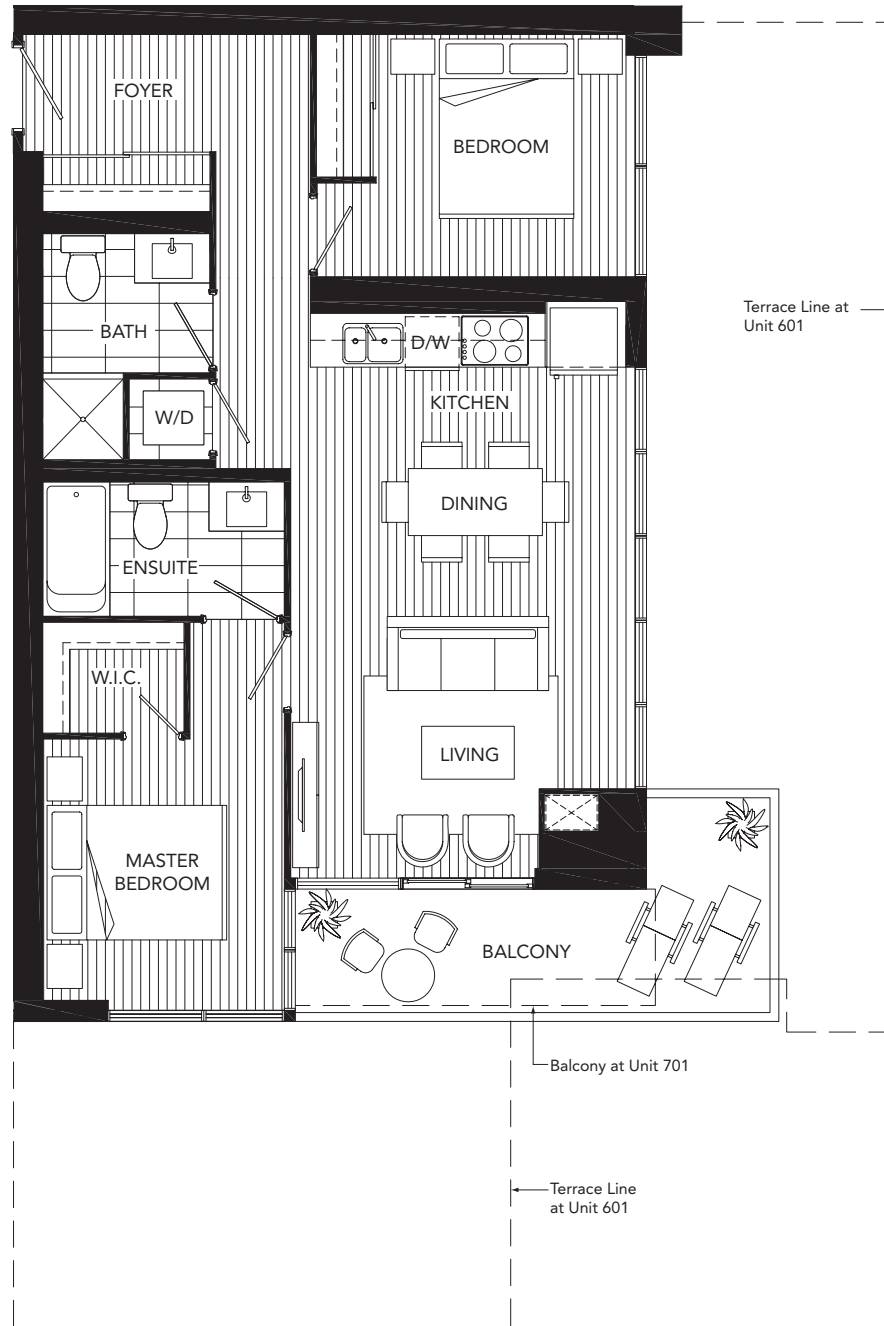 FOYER
BEDROOM
Terrace Line at
Unit 601
BATH
D/W
KITCHEN
W/D
DINING
ENSUITE
W.I.C.
LIVING
MASTER
BEDROOM
BALCONY
Balcony at Unit 701
Terrace Line
at Unit 601